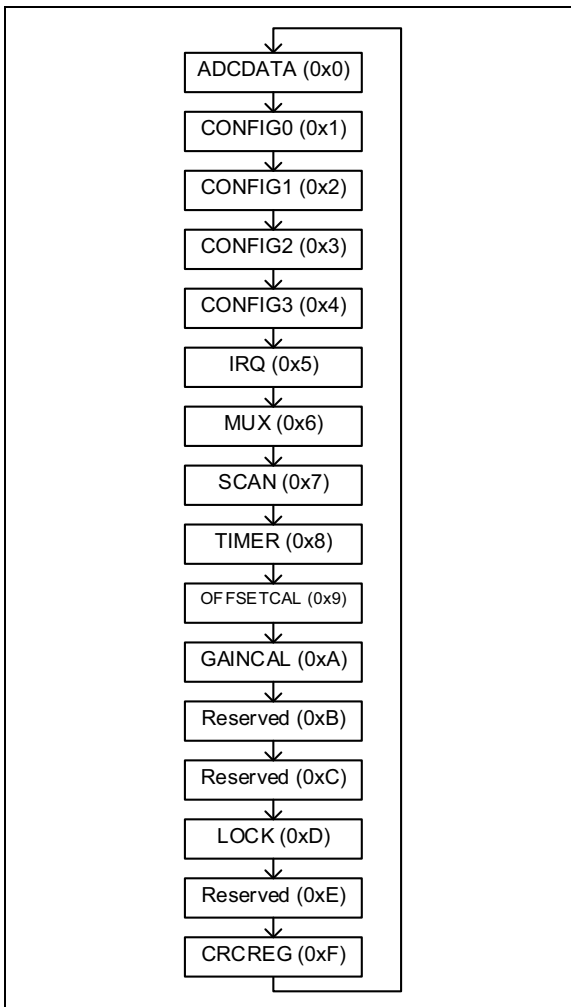 ADCDATA (0x0)
CONFIG0 (0x1)
CONFIG1 (0x2)
CONFIG2 (0x3)
CONFIG3 (0x4)
IRQ (0x5)
MUX (0x6)
SCAN (0x7)
TIMER (0x8)
OFFSETCAL (0x9)
GAINCAL (0xA)
Reserved (0xB)
Reserved (0xC)
LOCK (0xD)
Reserved (0xE)
CRCREG (0xF)